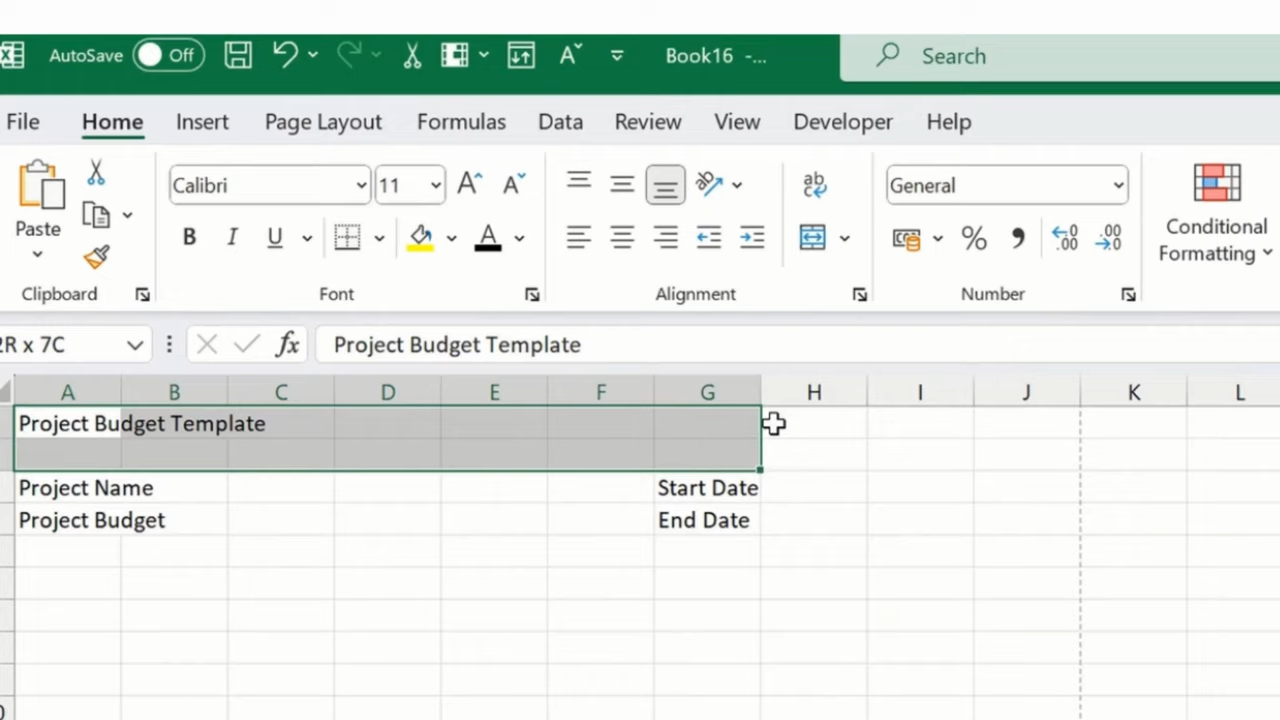 AutoSave Off Book16 -... Search
File Home Insert Page Layout Formulas Data Review View Developer Help
Calibri 11 General
Paste B I U A % Conditional
Formatting
Clipboard Font Alignment Number
2R x 7C fx Project Budget Template
A B C D E F G H I J K L
Project Budget Template
Project Name Start Date
Project Budget End Date